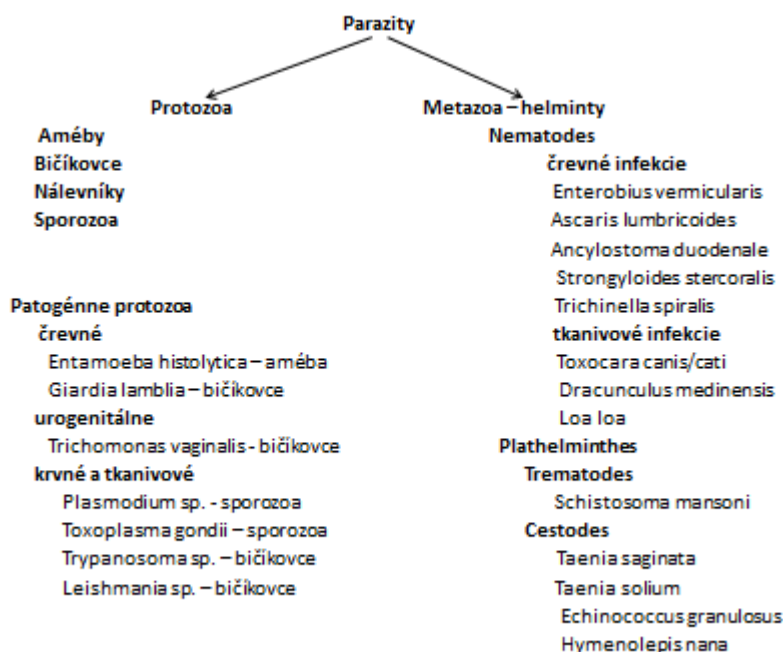 Parazity
Protozoa
Améby
Bičíkovce
Nálevníky
Sporozoa
Patogénne protozoa
črevné
Entamoeba histolytica – améba
Giardia lamblia – bičíkovce
urogenitálne
Trichomonas vaginalis - bičíkovce
krvné a tkanivové
Plasmodium sp. - sporozoa
Toxoplasma gondii – sporozoa
Trypanosoma sp. – bičíkovce
Leishmania sp. – bičíkovce
Metazoa – helminty
Nematodes
črevné infekcie
Enterobius vermicularis
Ascaris lumbricoides
Ancylostoma duodenale
Strongyloides stercoralis
Trichinella spiralis
tkanivové infekcie
Toxocara canis/cati
Dracunculus medinensis
Loa loa
Plathelminthes
Trematodes
Schistosoma mansoni
Cestodes
Taenia saginata
Taenia solium
Echinococcus granulosus
Hymenolepis nana